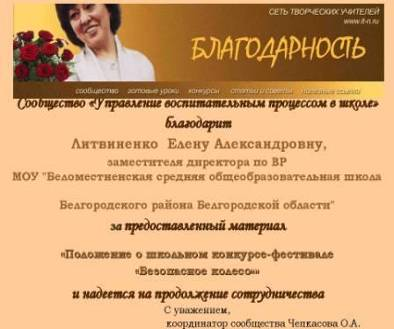 СЕТЬ ТВОРЧЕСКИХ УЧИТЕЛЕЙ
www.it-n.ru
БЛАГОДАРНОСТЬ
сообщество готовые уроки конкурсы статьи и советы полезные ссылки
Сообщество «Управление воспитательным процессом в школе»
благодарит
Литвиненко Елену Александровну,
заместителя директора по ВР
МОУ "Беломестненская средняя общеобразовательная школа
Белгородского района Белгородской области"
за предоставленный материал
«Положение о школьном конкурсе-фестивале
«Безопасное колесо»»
и надеется на продолжение сотрудничества
С уважением,
координатор сообщества Чепкасова О.А.